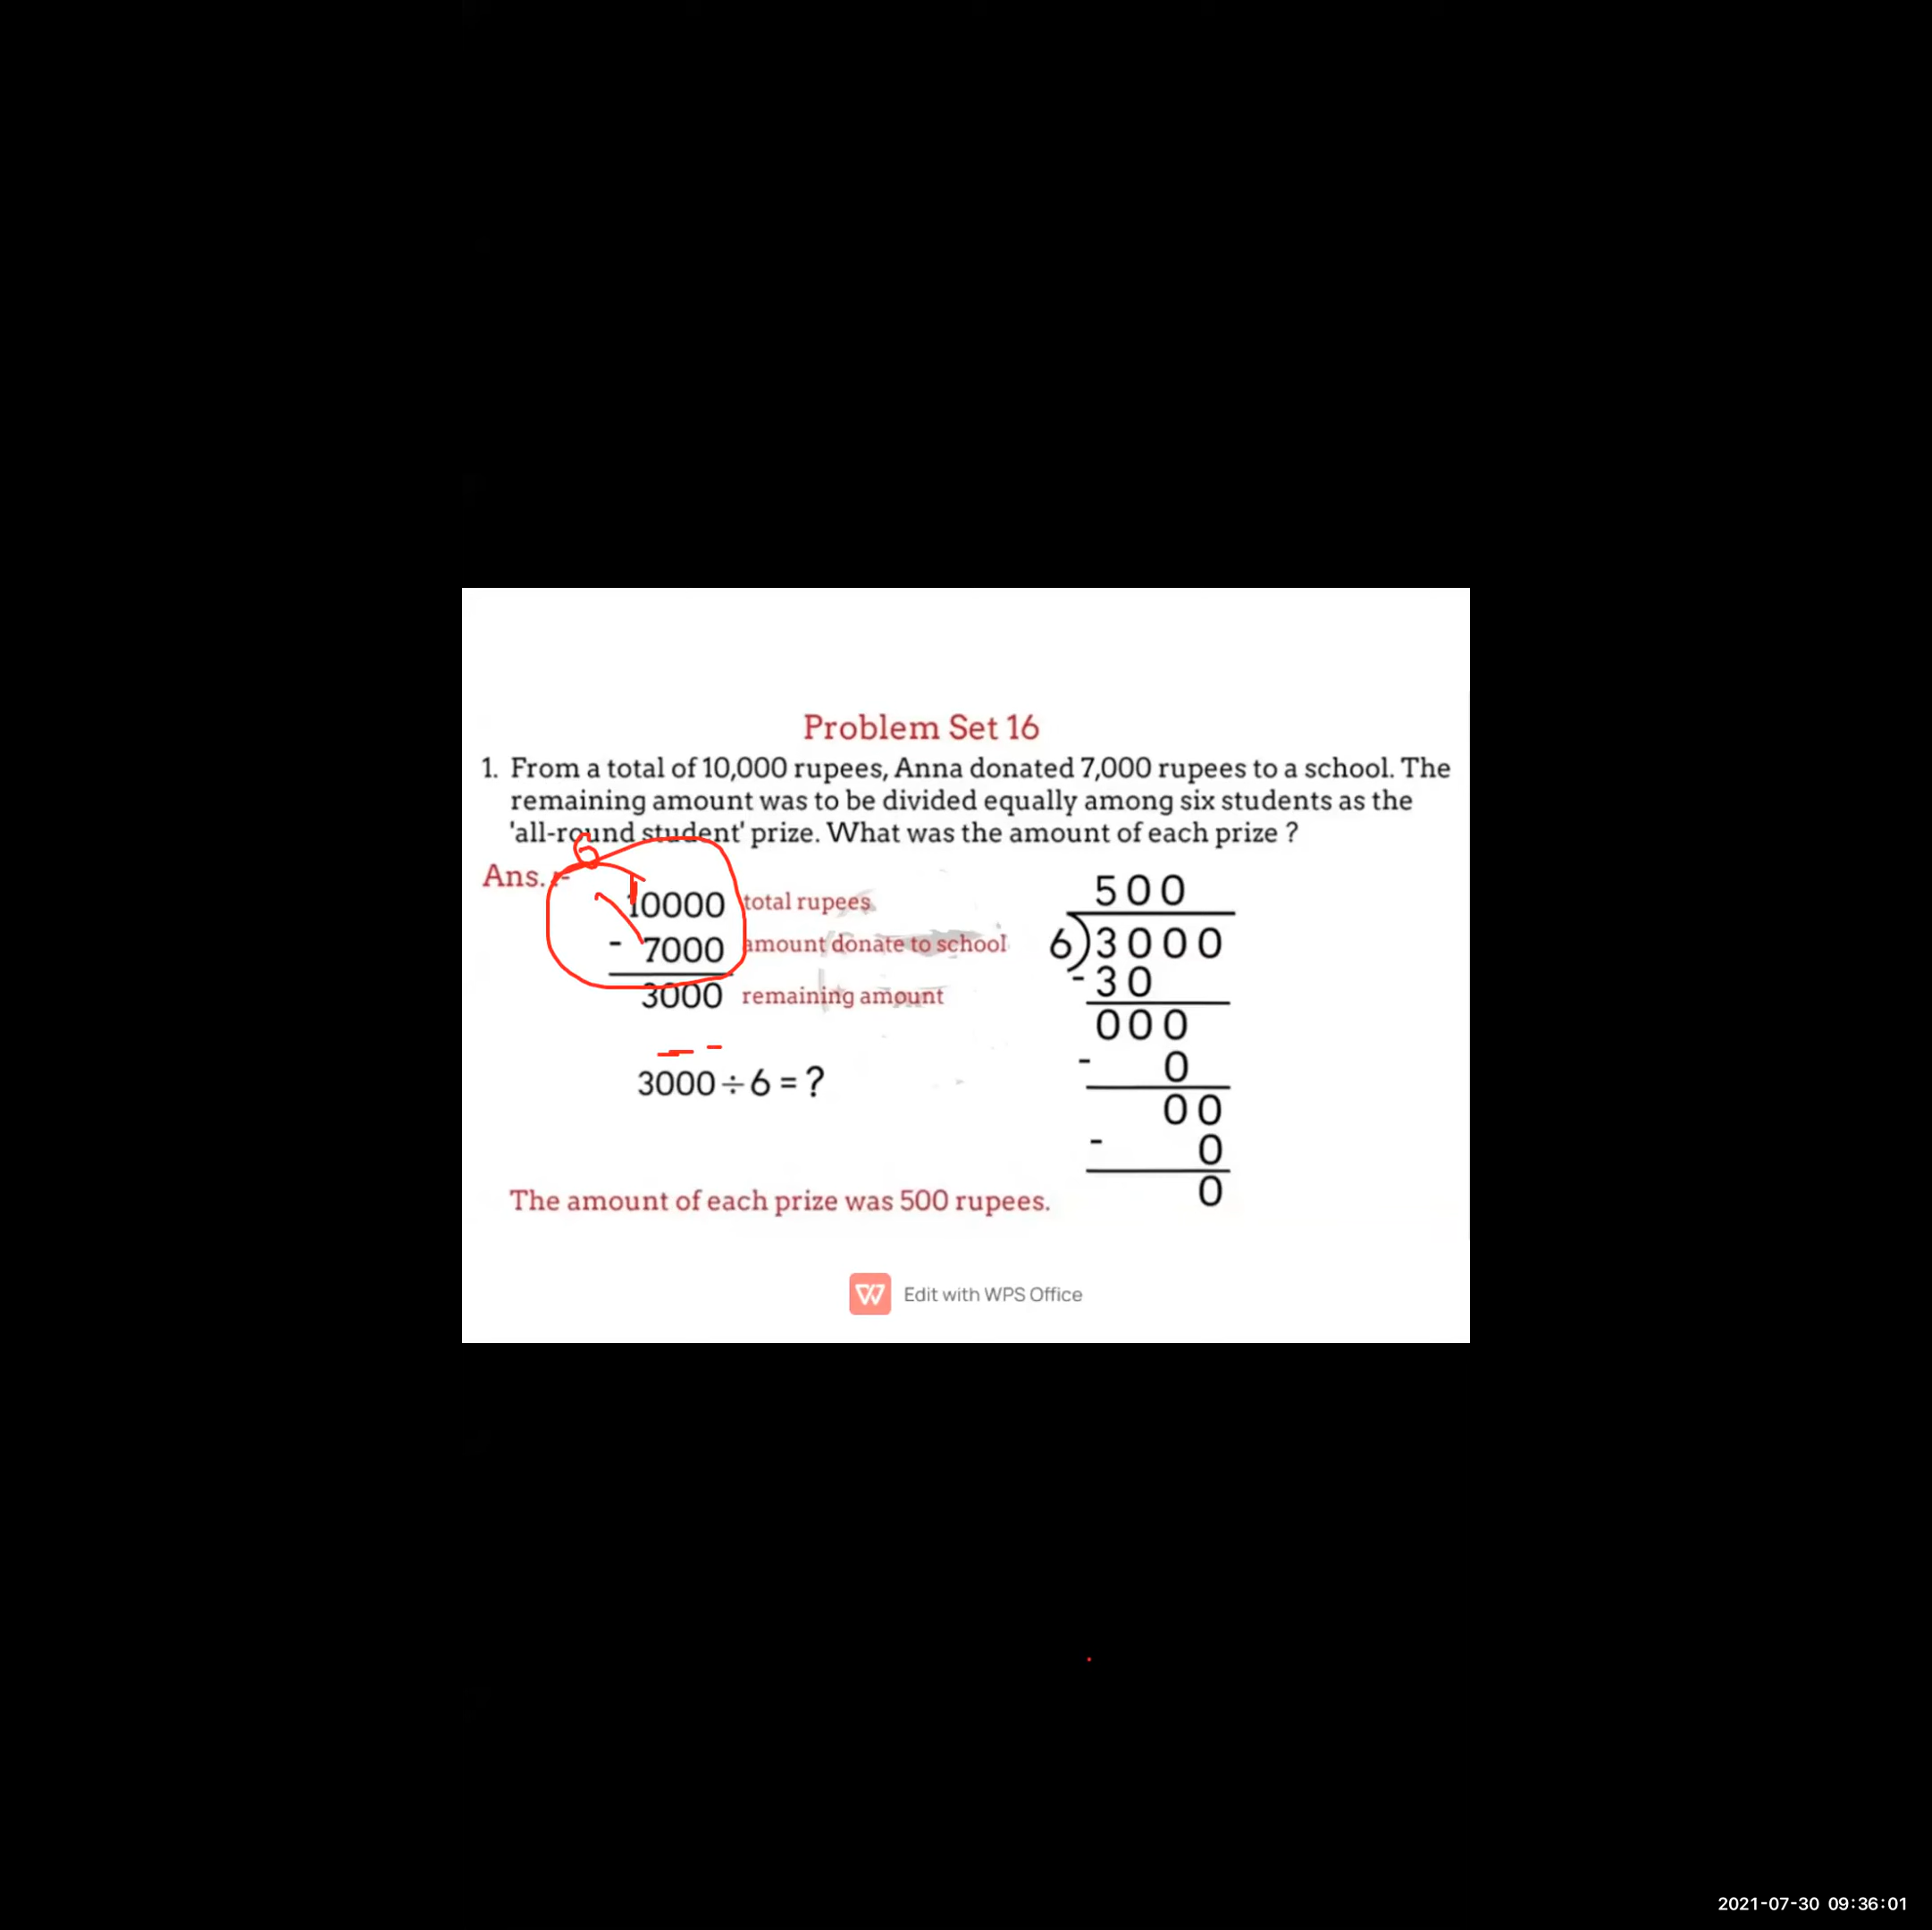 Problem Set 16
1. From a total of 10,000 rupees, Anna donated 7,000 rupees to a school. The
remaining amount was to be divided equally among six students as the
'all-round student' prize. What was the amount of each prize ?
Ans. :-
10000 total rupees
- 7000 amount donate to school
3000 remaining amount
3000 ÷ 6 = ?
500
6)3000
-30
000
- 0
00
- 0
0
The amount of each prize was 500 rupees.
Edit with WPS Office
2021-07-30 09:36:01